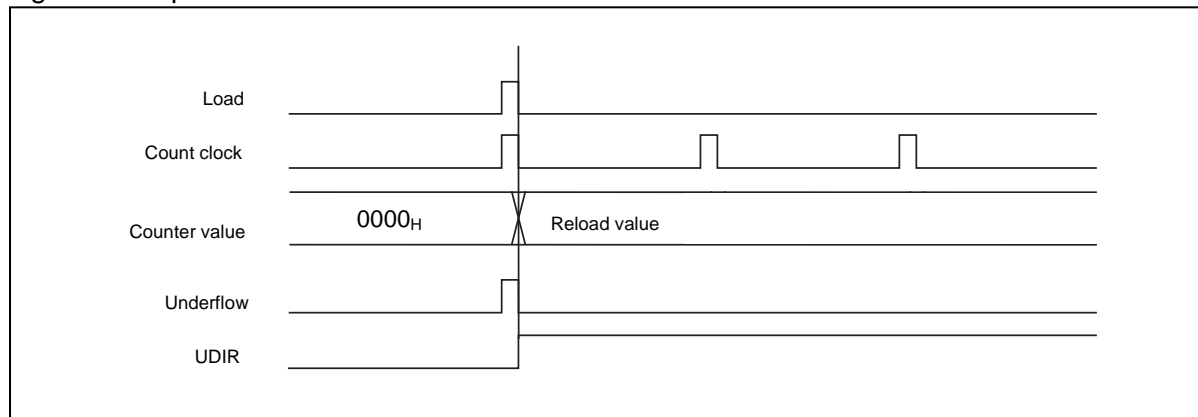 Load
Count clock
0000H
Reload value
Counter value
Underflow
UDIR